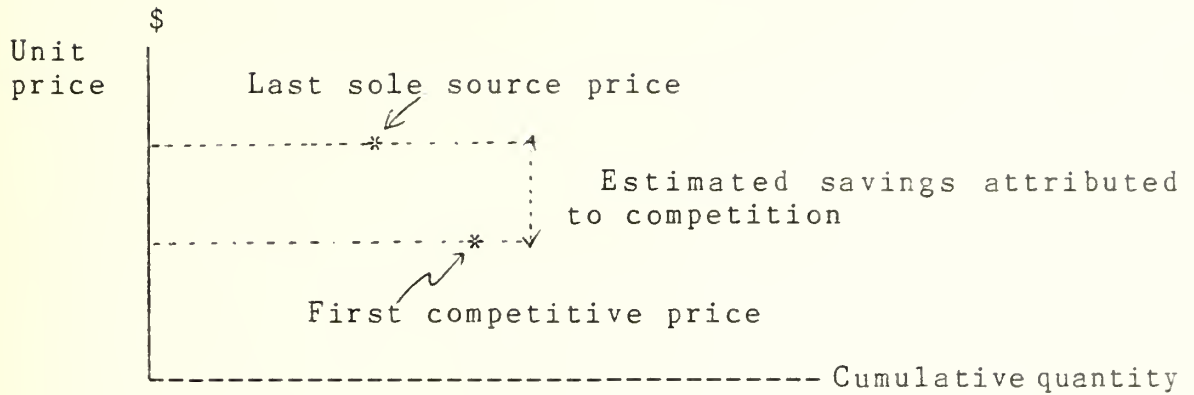 $
Unit
price
Last sole source price
Estimated savings attributed
to competition
First competitive price
Cumulative quantity